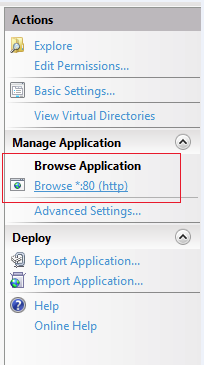 Actions
Explore
Edit Permissions...
Basic Settings...
View Virtual Directories
Manage Application
Browse Application
Browse *:80 (http)
Advanced Settings...
Deploy
Export Application...
Import Application...
Help
Online Help